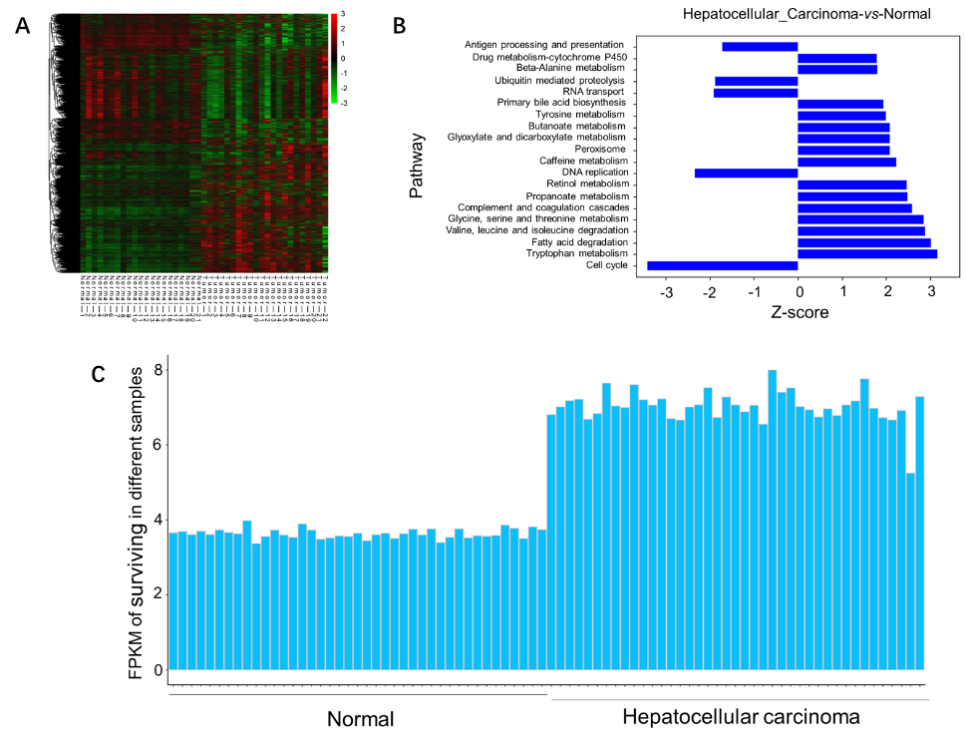 A
3
2
1
0
-1
-2
-3
B
Hepatocellular_Carcinoma-vs-Normal
Pathway
Antigen processing and presentation
Drug metabolism-cytochrome P450
Beta-Alanine metabolism
Ubiquitin mediated proteolysis
RNA transport
Primary bile acid biosynthesis
Tyrosine metabolism
Butanoate metabolism
Glyoxylate and dicarboxylate metabolism
Peroxisome
Caffeine metabolism
DNA replication
Retinol metabolism
Propanoate metabolism
Complement and coagulation cascades
Glycine, serine and threonine metabolism
Valine, leucine and isoleucine degradation
Fatty acid degradation
Tryptophan metabolism
Cell cycle
-3 -2 -1 0 1 2 3
Z-score
C
FPKM of surviving in different samples
8
6
4
2
0
Normal
Hepatocellular carcinoma